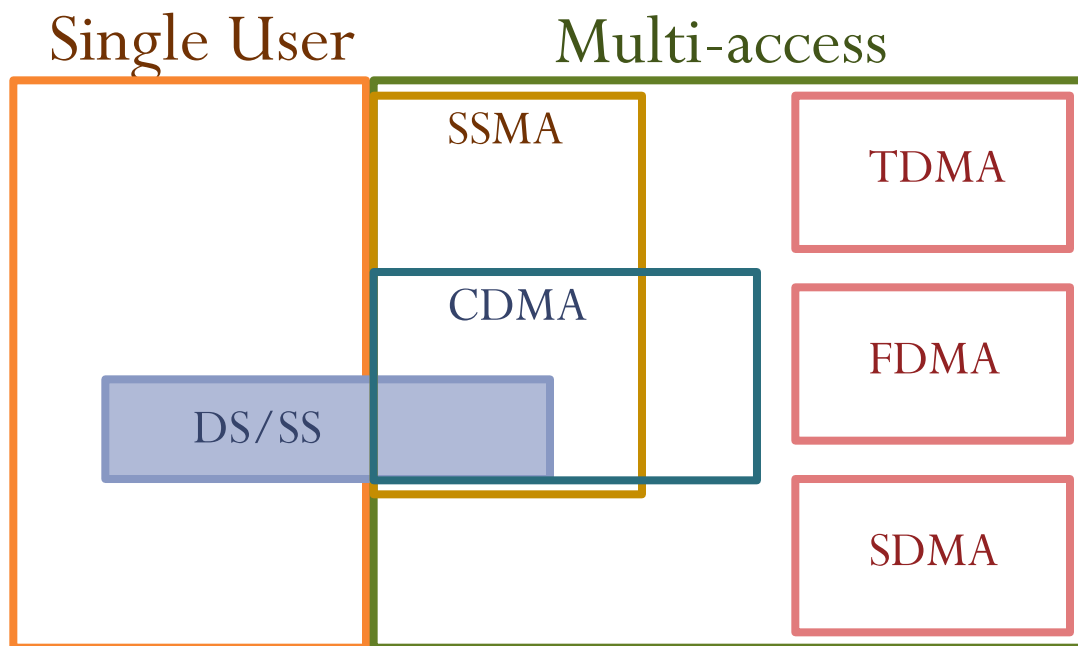 Single User
Multi-access
SSMA
TDMA
CDMA
FDMA
DS/SS
SDMA